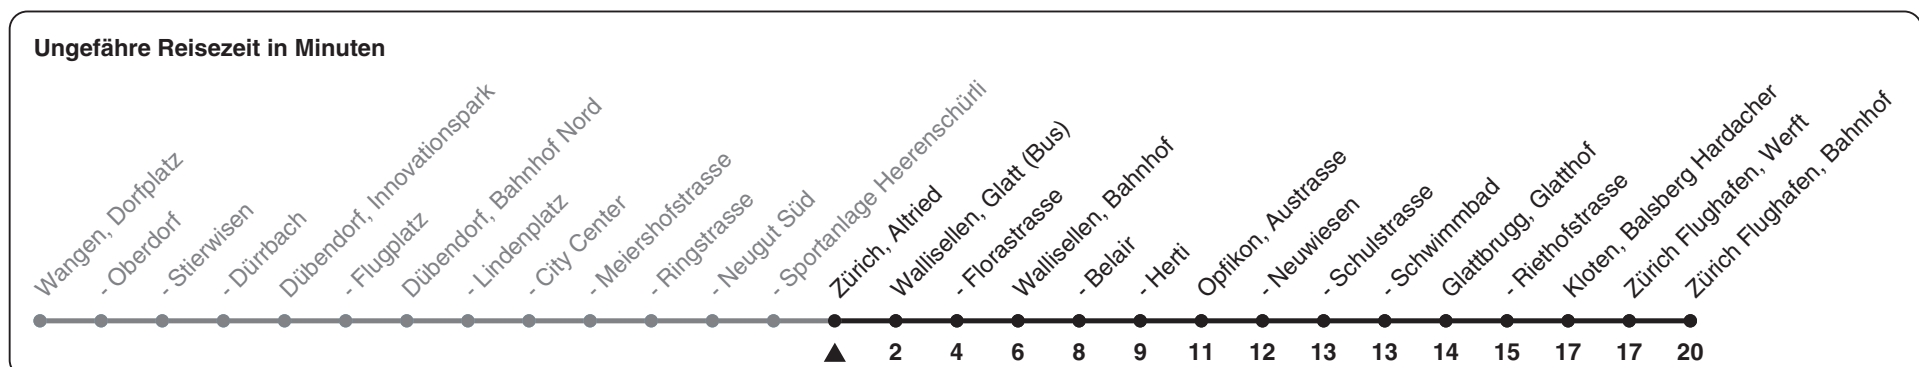 Ungefähre Reisezeit in Minuten
Wangen, Dorfplatz
- Oberdorf
- Stierwisen
- Dürrbach
Dübendorf, Innovationspark
- Flugplatz
Dübendorf, Bahnhof Nord
- Lindenplatz
- City Center
- Meiershofstrasse
- Ringstrasse
- Neugut Süd
- Sportanlage Heerenschürli
Zürich, Altried
Wallisellen, Glatt (Bus)
- Florastrasse
Wallisellen, Bahnhof
- Belair
- Herti
Opfikon, Austrasse
- Neuwiesen
- Schulstrasse
- Schwimmbad
Glattbrugg, Glatthof
- Riethofstrasse
Kloten, Balsberg Hardacher
Zürich Flughafen, Werft
Zürich Flughafen, Bahnhof
2 4 6 8 9 11 12 13 13 14 15 17 17 20